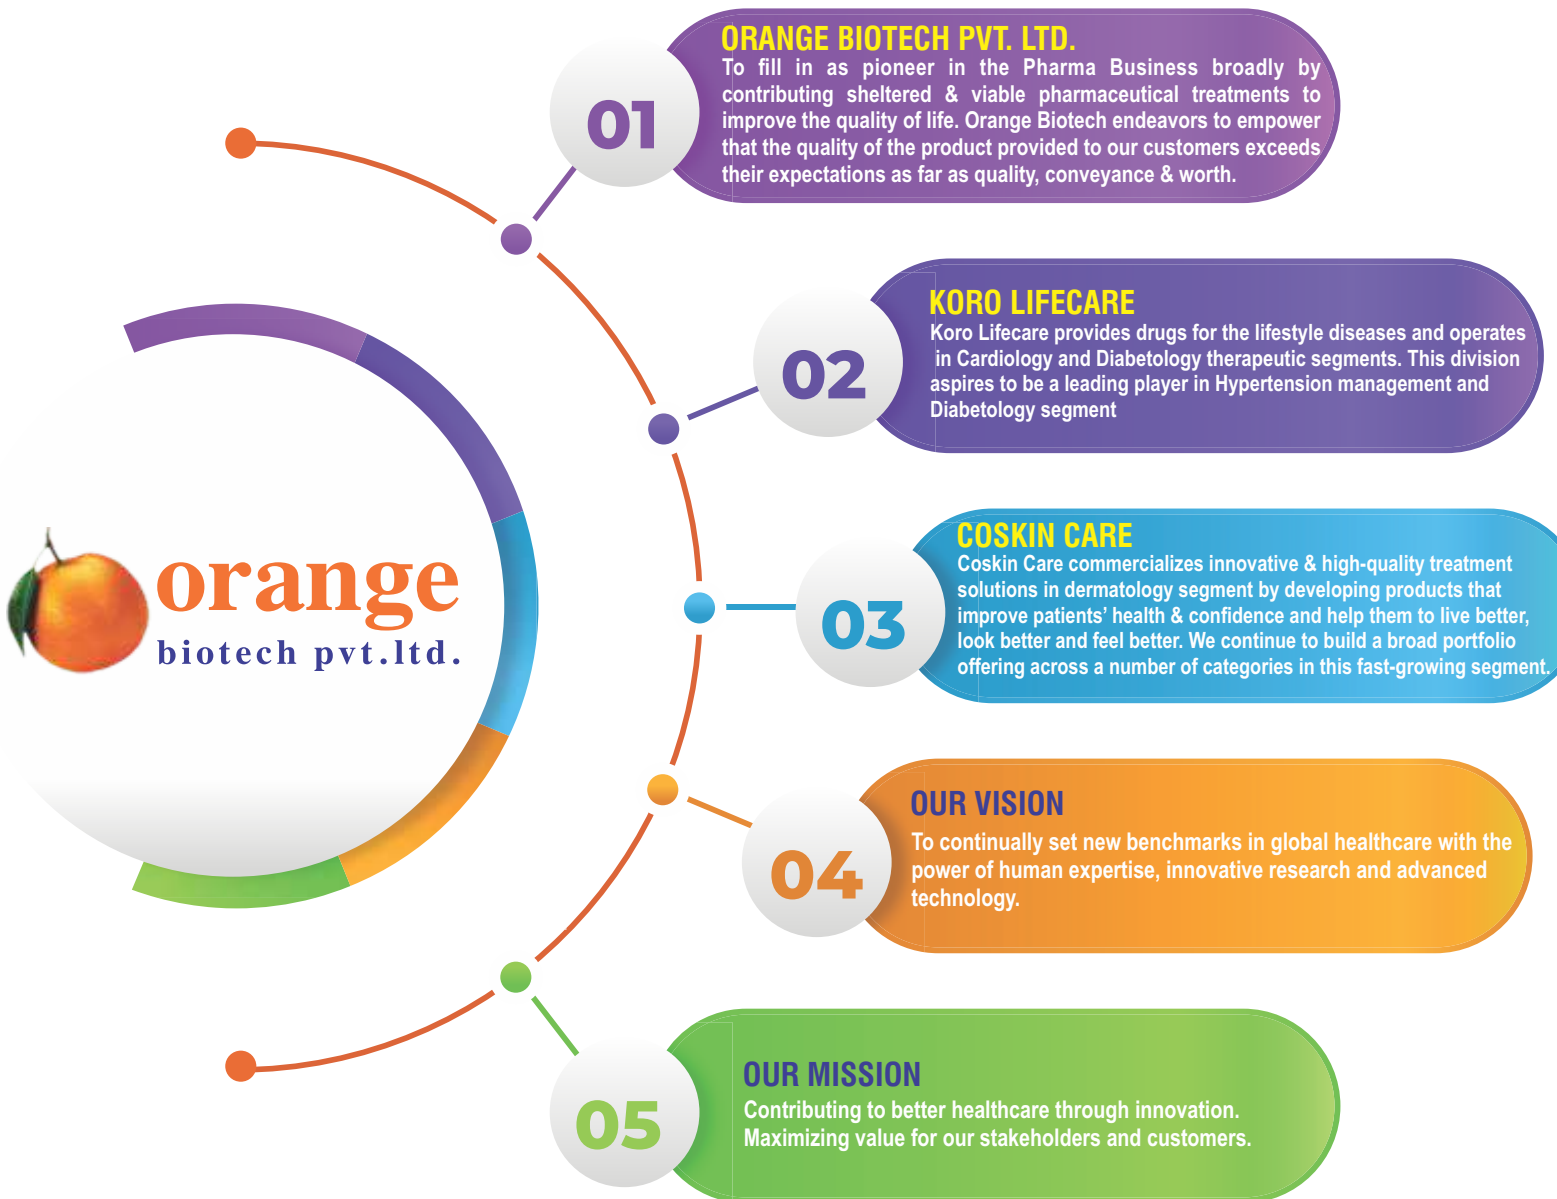 orange
biotech pvt.ltd.
01
ORANGE BIOTECH PVT. LTD.
To fill in as pioneer in the Pharma Business broadly by
contributing sheltered & viable pharmaceutical treatments to
improve the quality of life. Orange Biotech endeavors to empower
that the quality of the product provided to our customers exceeds
their expectations as far as quality, conveyance & worth.
02
KORO LIFECARE
Koro Lifecare provides drugs for the lifestyle diseases and operates
in Cardiology and Diabetology therapeutic segments. This division
aspires to be a leading player in Hypertension management and
Diabetology segment
03
COSKIN CARE
Coskin Care commercializes innovative & high-quality treatment
solutions in dermatology segment by developing products that
improve patients’ health & confidence and help them to live better,
look better and feel better. We continue to build a broad portfolio
offering across a number of categories in this fast-growing segment.
04
OUR VISION
To continually set new benchmarks in global healthcare with the
power of human expertise, innovative research and advanced
technology.
05
OUR MISSION
Contributing to better healthcare through innovation.
Maximizing value for our stakeholders and customers.